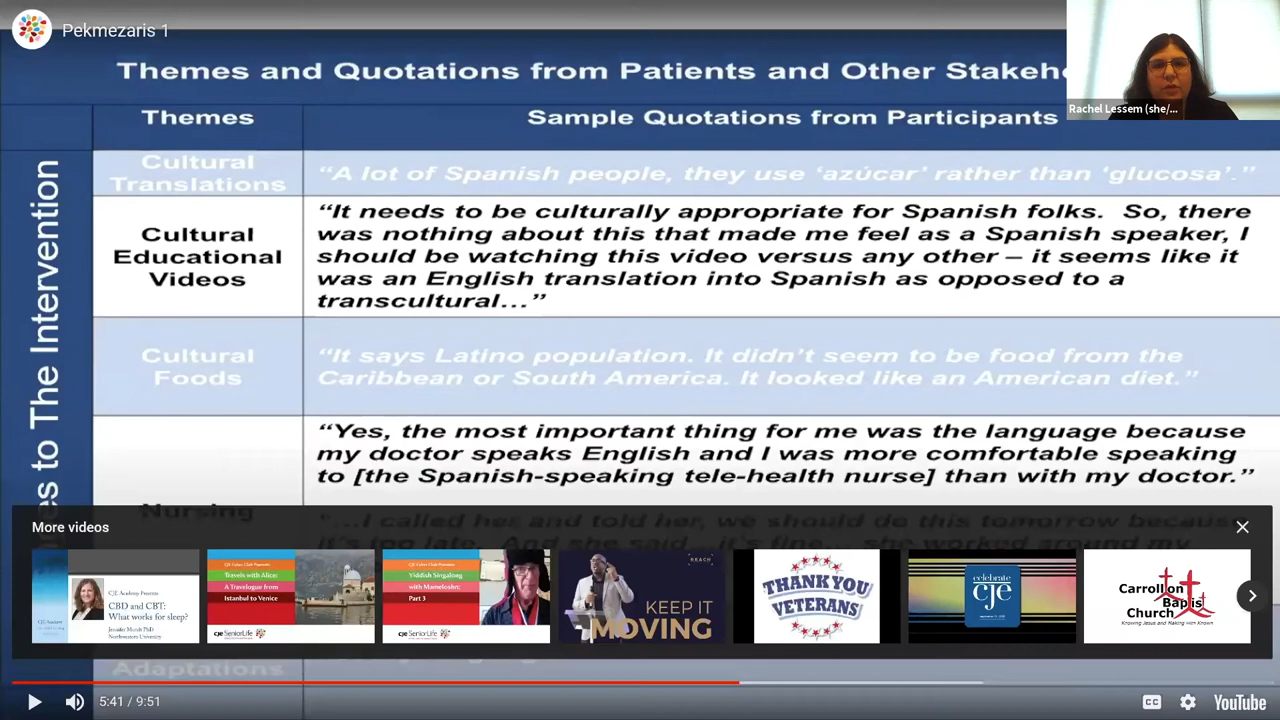 Pekmezaris 1
Themes and Quotations from Patients and Other Stakeho
Rachel Lessem (she/...
Themes
Sample Quotations from Participants
to The Intervention
Cultural
Translations
“A lot of Spanish people, they use ‘azúcar’ rather than ‘glucosa’.”
Cultural
Educational
Videos
“It needs to be culturally appropriate for Spanish folks. So, there
was nothing about this that made me feel as a Spanish speaker, I
should be watching this video versus any other – it seems like it
was an English translation into Spanish as opposed to a
transcultural…”
Cultural
Foods
“It says Latino population. It didn’t seem to be food from the
Caribbean or South America. It looked like an American diet.”
Nursing
“Yes, the most important thing for me was the language because
my doctor speaks English and I was more comfortable speaking
to [the Spanish-speaking tele-health nurse] than with my doctor.”
“…I called her and told her, we should do this tomorrow because
it’s too late. And she said, it’s fine, she worked around my
Adaptations
More videos
CJE Academy Presents
CBD and CBT:
What works for sleep?
Jennifer Mundt PhD
Northwestern University
CJE Cyber Club Presents
Travels with Alice:
A Travelogue from
Istanbul to Venice
cje SeniorLife
CJE Cyber Club Presents
Yiddish Singalong
with Mameloshn:
Part 3
cje SeniorLife
REACH
KEEP IT
MOVING
THANK YOU
VETERANS
celebrate
cje
Carrollton
Baptis
Church
Knowing Jesus and Making Him Known
5:41 / 9:51
CC
YouTube